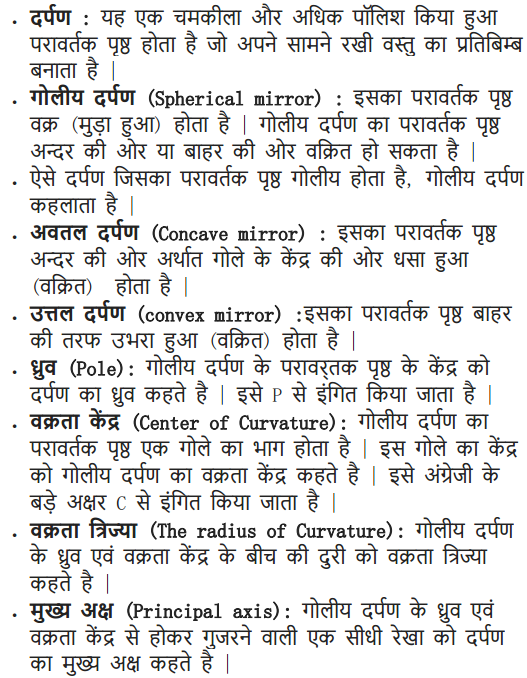 • दर्पण : यह एक चमकीला और अधिक पॉलिश किया हुआ
परावर्तक पृष्ठ होता है जो अपने सामने रखी वस्तु का प्रतिबिम्ब
बनाता है |
• गोलीय दर्पण (Spherical mirror) : इसका परावर्तक पृष्ठ
वक्र (मुड़ा हुआ) होता है | गोलीय दर्पण का परावर्तक पृष्ठ
अन्दर की ओर या बाहर की ओर वक्रित हो सकता है |
• ऐसे दर्पण जिसका परावर्तक पृष्ठ गोलीय होता है, गोलीय दर्पण
कहलाता है |
• अवतल दर्पण (Concave mirror) : इसका परावर्तक पृष्ठ
अन्दर की ओर अर्थात गोले के केंद्र की ओर धसा हुआ
(वक्रित) होता है |
• उत्तल दर्पण (convex mirror) :इसका परावर्तक पृष्ठ बाहर
की तरफ उभरा हुआ (वक्रित) होता है |
• ध्रुव (Pole): गोलीय दर्पण के परावर्तक पृष्ठ के केंद्र को
दर्पण का ध्रुव कहते है | इसे P से इंगित किया जाता है |
• वक्रता केंद्र (Center of Curvature): गोलीय दर्पण का
परावर्तक पृष्ठ एक गोले का भाग होता है | इस गोले का केंद्र
को गोलीय दर्पण का वक्रता केंद्र कहते है | इसे अंग्रेजी के
बड़े अक्षर C से इंगित किया जाता है |
• वक्रता त्रिज्या (The radius of Curvature): गोलीय दर्पण
के ध्रुव एवं वक्रता केंद्र के बीच की दुरी को वक्रता त्रिज्या
कहते है |
• मुख्य अक्ष (Principal axis): गोलीय दर्पण के ध्रुव एवं
वक्रता केंद्र से होकर गुजरने वाली एक सीधी रेखा को दर्पण
का मुख्य अक्ष कहते है |